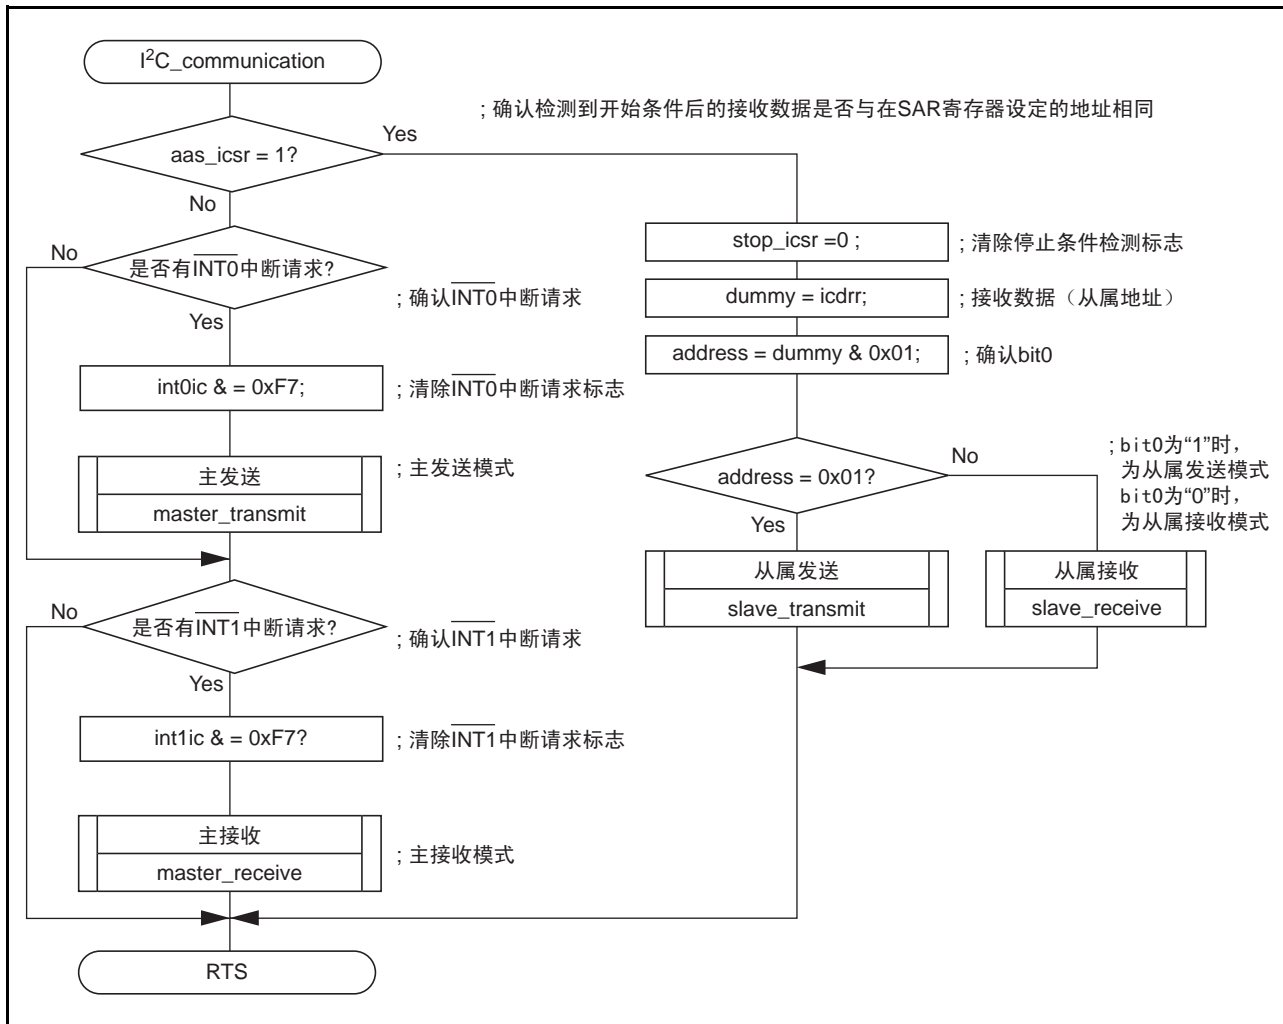 I²C_communication
; 确认检测到开始条件后的接收数据是否与在SAR寄存器设定的地址相同
aas_icsr = 1?
Yes
No
No
是否有INT0中断请求?
; 确认INT0中断请求
Yes
int0ic & = 0xF7;
; 清除INT0中断请求标志
主发送
master_transmit
; 主发送模式
No
是否有INT1中断请求?
; 确认INT1中断请求
Yes
int1ic & = 0xF7?
; 清除INT1中断请求标志
主接收
master_receive
; 主接收模式
RTS
stop_icsr =0 ;
; 清除停止条件检测标志
dummy = icdrr;
; 接收数据（从属地址）
address = dummy & 0x01;
; 确认bit0
address = 0x01?
No
; bit0为“1”时，
为从属发送模式
bit0为“0”时，
为从属接收模式
Yes
从属发送
slave_transmit
从属接收
slave_receive